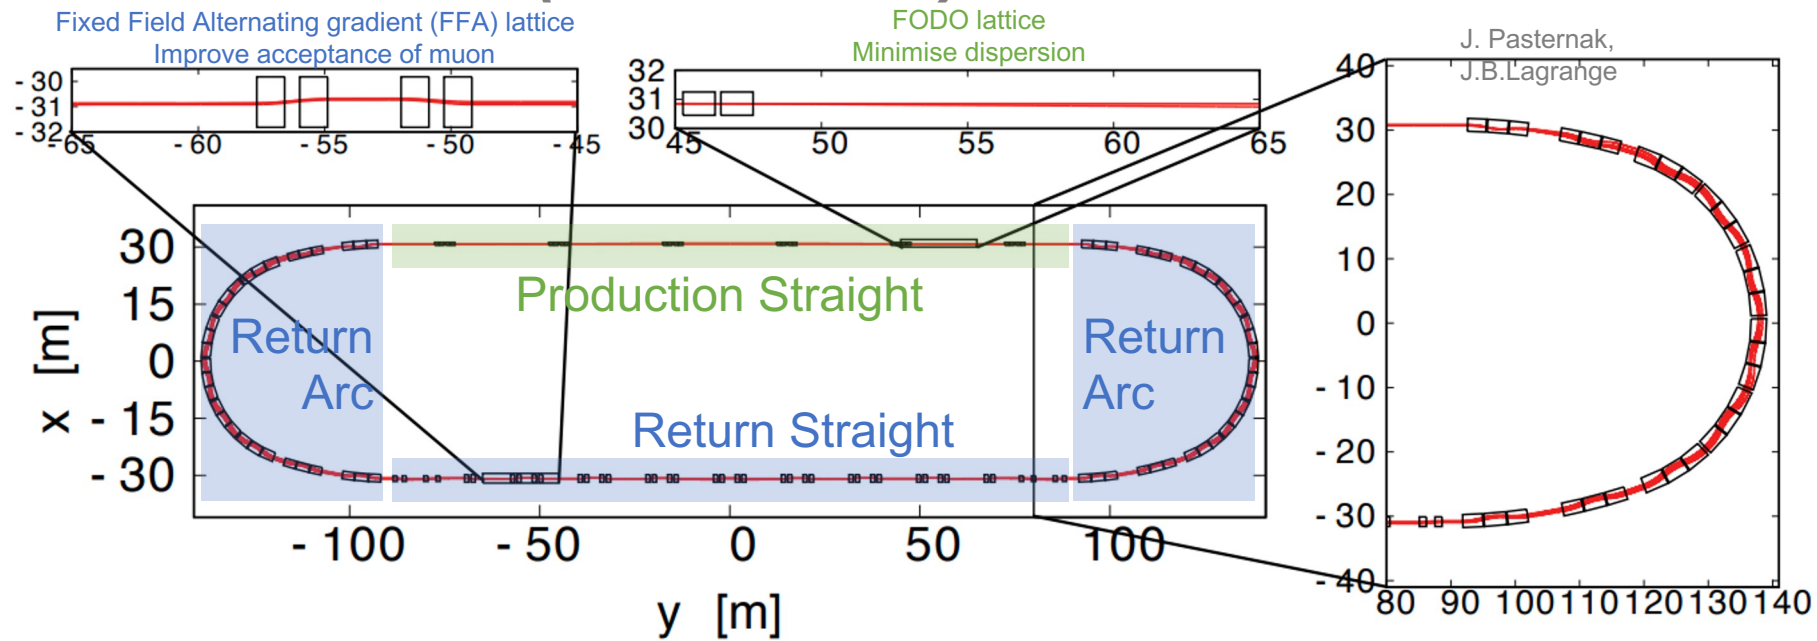 Fixed Field Alternating gradient (FFA) lattice
Improve acceptance of muon
FODO lattice
Minimise dispersion
J. Pasternak,
J.B.Lagrange
- 30
- 31
- 32
- 65
- 60
- 55
- 50
- 45
32
31
30
45
50
55
60
65
40
30
20
10
0
- 10
- 20
- 30
- 40
80 90 100 110 120 130 140
30
15
0
- 15
- 30
x [m]
Production Straight
Return
Arc
Return
Arc
Return Straight
- 100
- 50
0
50
100
y [m]